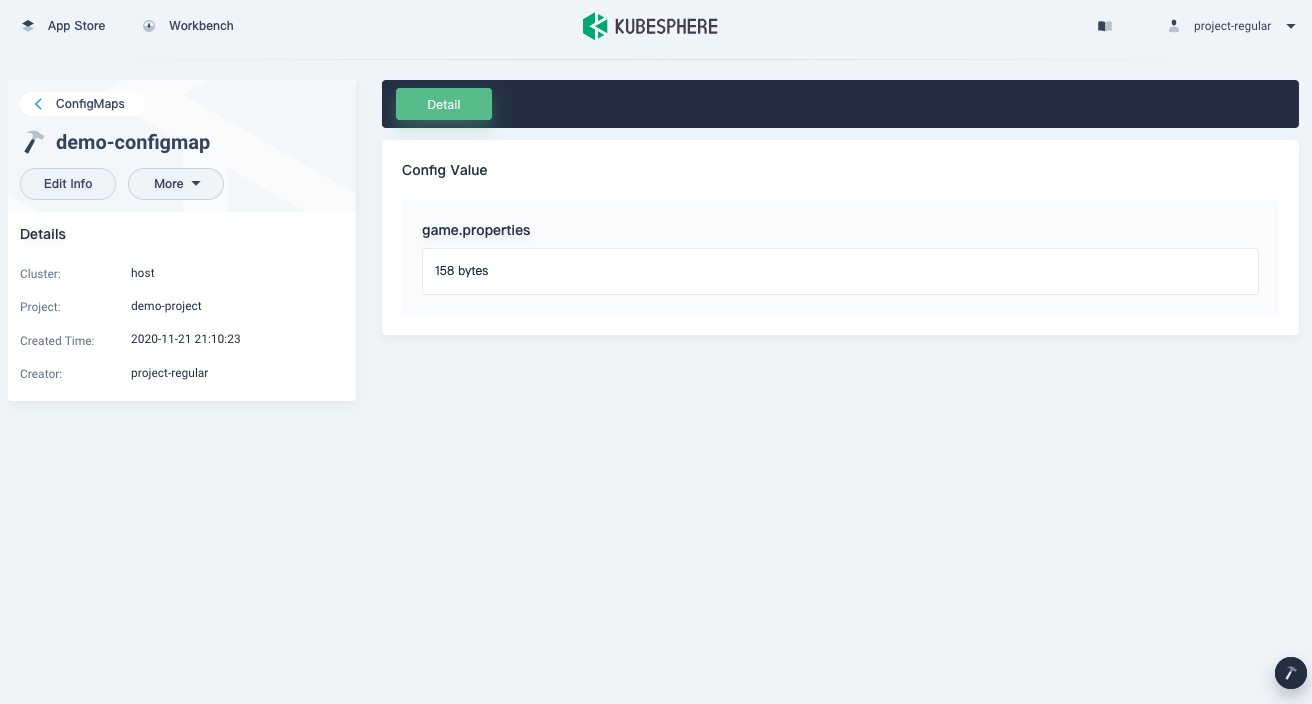 App Store
Workbench
KUBESPHERE
project-regular
ConfigMaps
demo-configmap
Edit Info
More
Details
Cluster: host
Project: demo-project
Created Time: 2020-11-21 21:10:23
Creator: project-regular
Detail
Config Value
game.properties
158 bytes